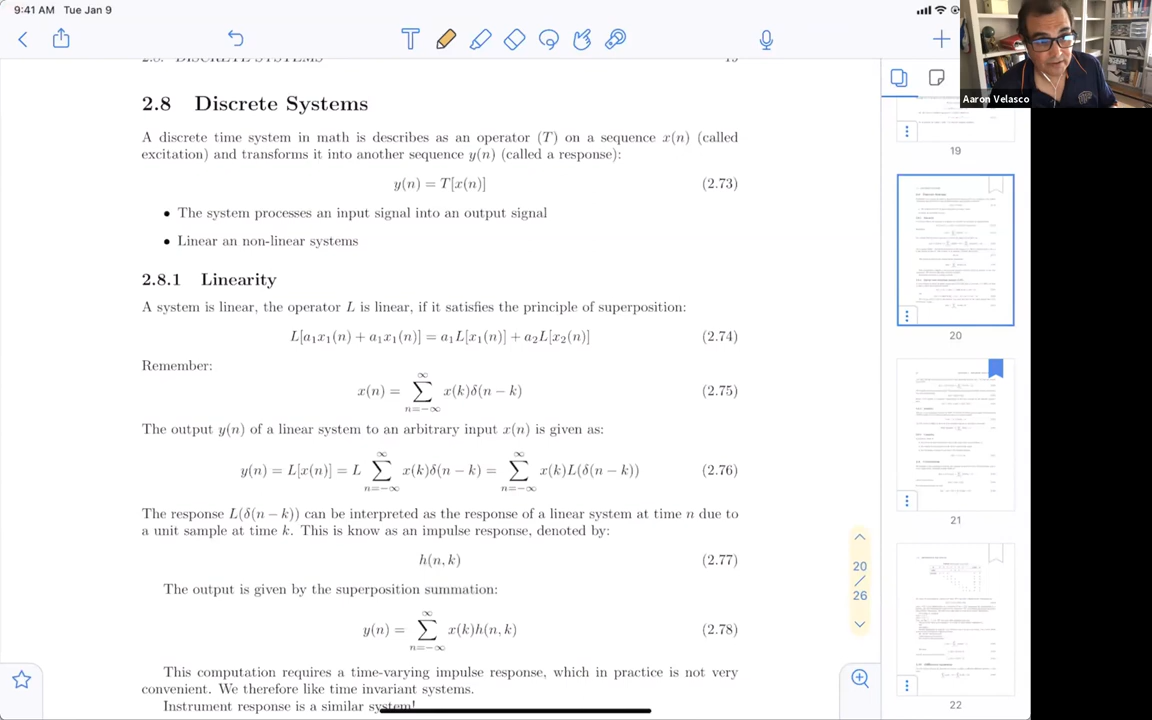 9:41 AM Tue Jan 9
Aaron Velasco
2.8. DISCRETE SYSTEMS 19
2.8 Discrete Systems
A discrete time system in math is describes as an operator (T) on a sequence x(n) (called
excitation) and transforms it into another sequence y(n) (called a response):
y(n) = T[x(n)] (2.73)
• The system processes an input signal into an output signal
• Linear an non-linear systems
2.8.1 Linearity
A system is linear, the operator L is linear, if it satisfies the principle of superposition:
L[a₁x₁(n) + a₁x₁(n)] = a₁L[x₁(n)] + a₂L[x₂(n)] (2.74)
Remember:
x(n) = ∑_{n=−∞}^{∞} x(k)δ(n − k) (2.75)
The output y(n) of a linear system to an arbitrary input x(n) is given as:
y(n) = L[x(n)] = L ∑_{n=−∞}^{∞} x(k)δ(n − k) = ∑_{n=−∞}^{∞} x(k)L(δ(n − k)) (2.76)
The response L(δ(n − k)) can be interpreted as the response of a linear system at time n due to
a unit sample at time k. This is know as an impulse response, denoted by:
h(n, k) (2.77)
The output is given by the superposition summation:
y(n) = ∑_{n=−∞}^{∞} x(k)h(n, k) (2.78)
This computation requires a time-varying impulse response, which in practice is not very
convenient. We therefore like time invariant systems.
Instrument response is a similar system!
20
/
26
19
20
21
22